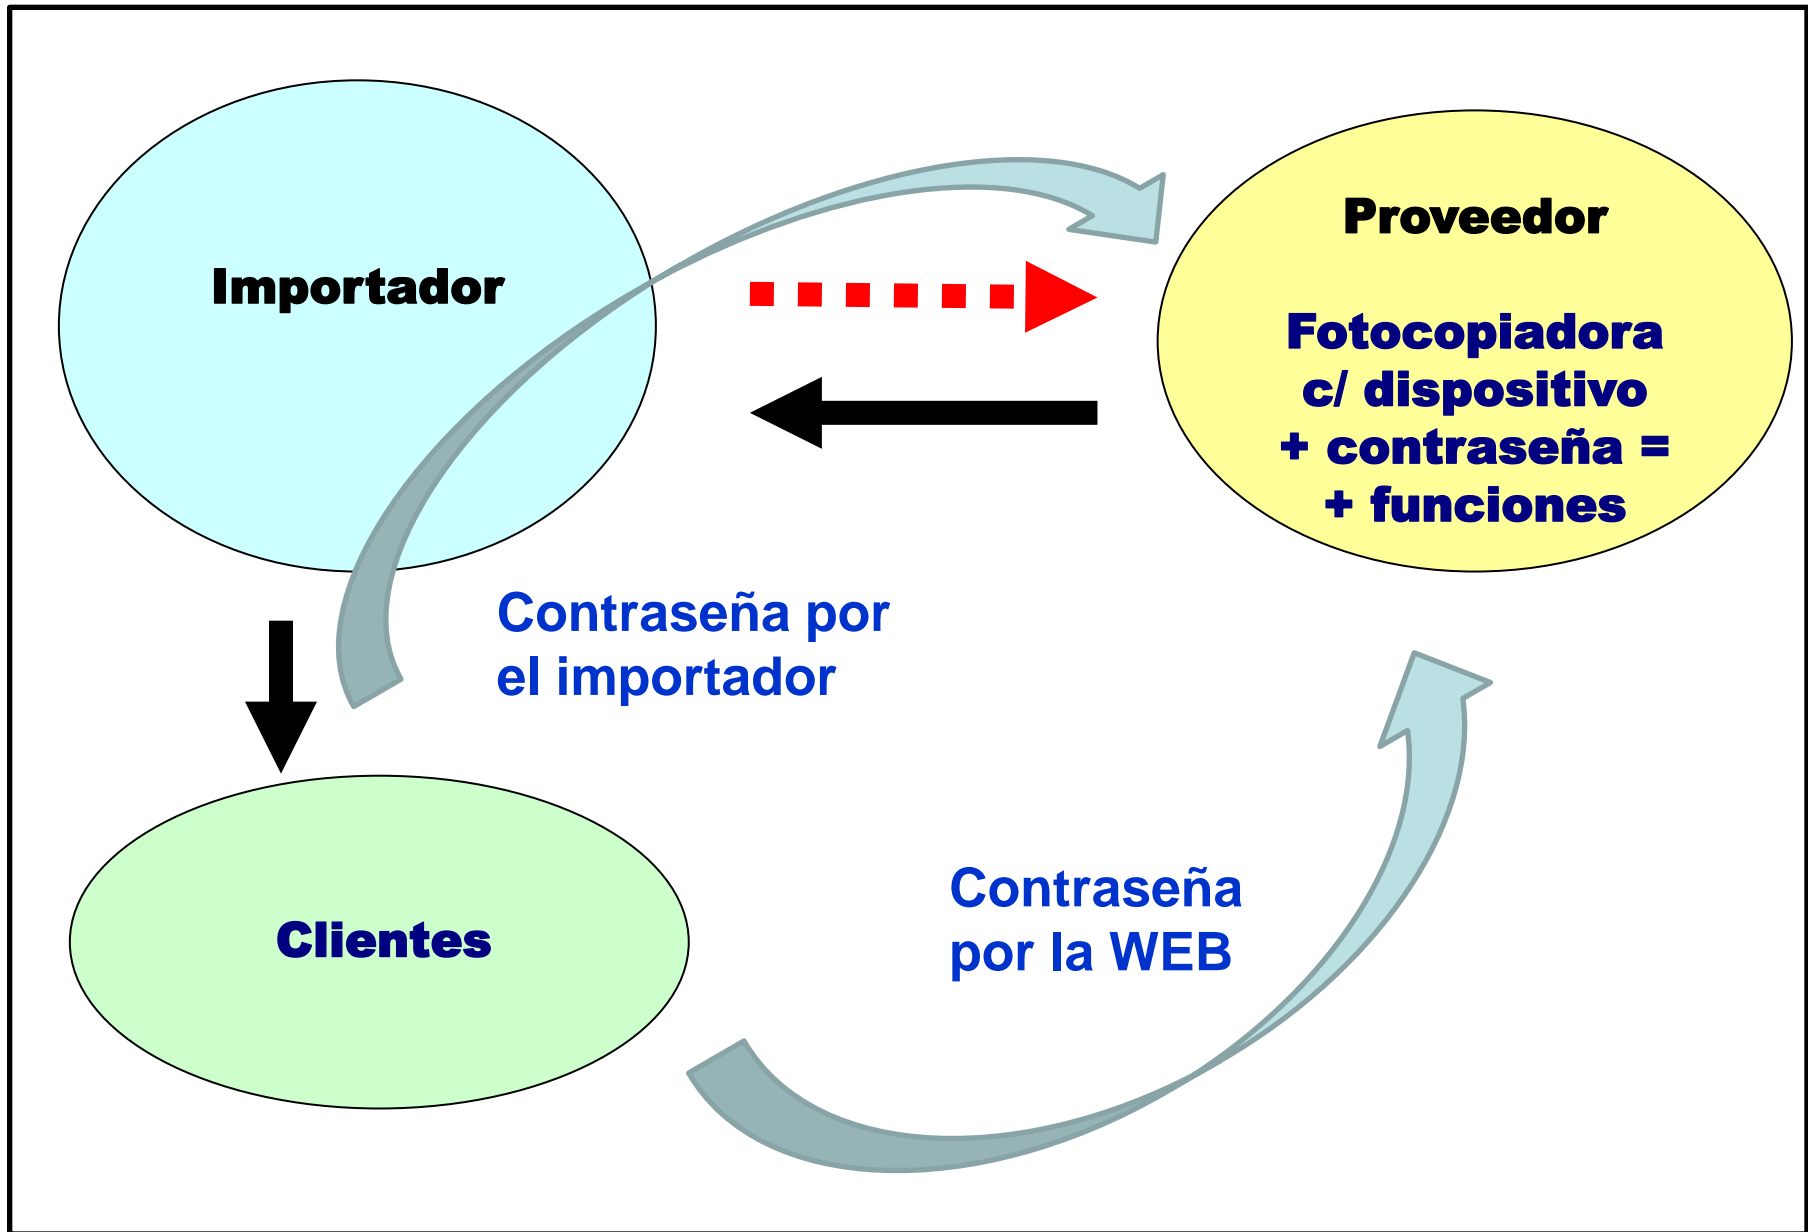 Importador
Proveedor
Fotocopiadora
c/ dispositivo
+ contraseña =
+ funciones
Contraseña por
el importador
Clientes
Contraseña
por la WEB